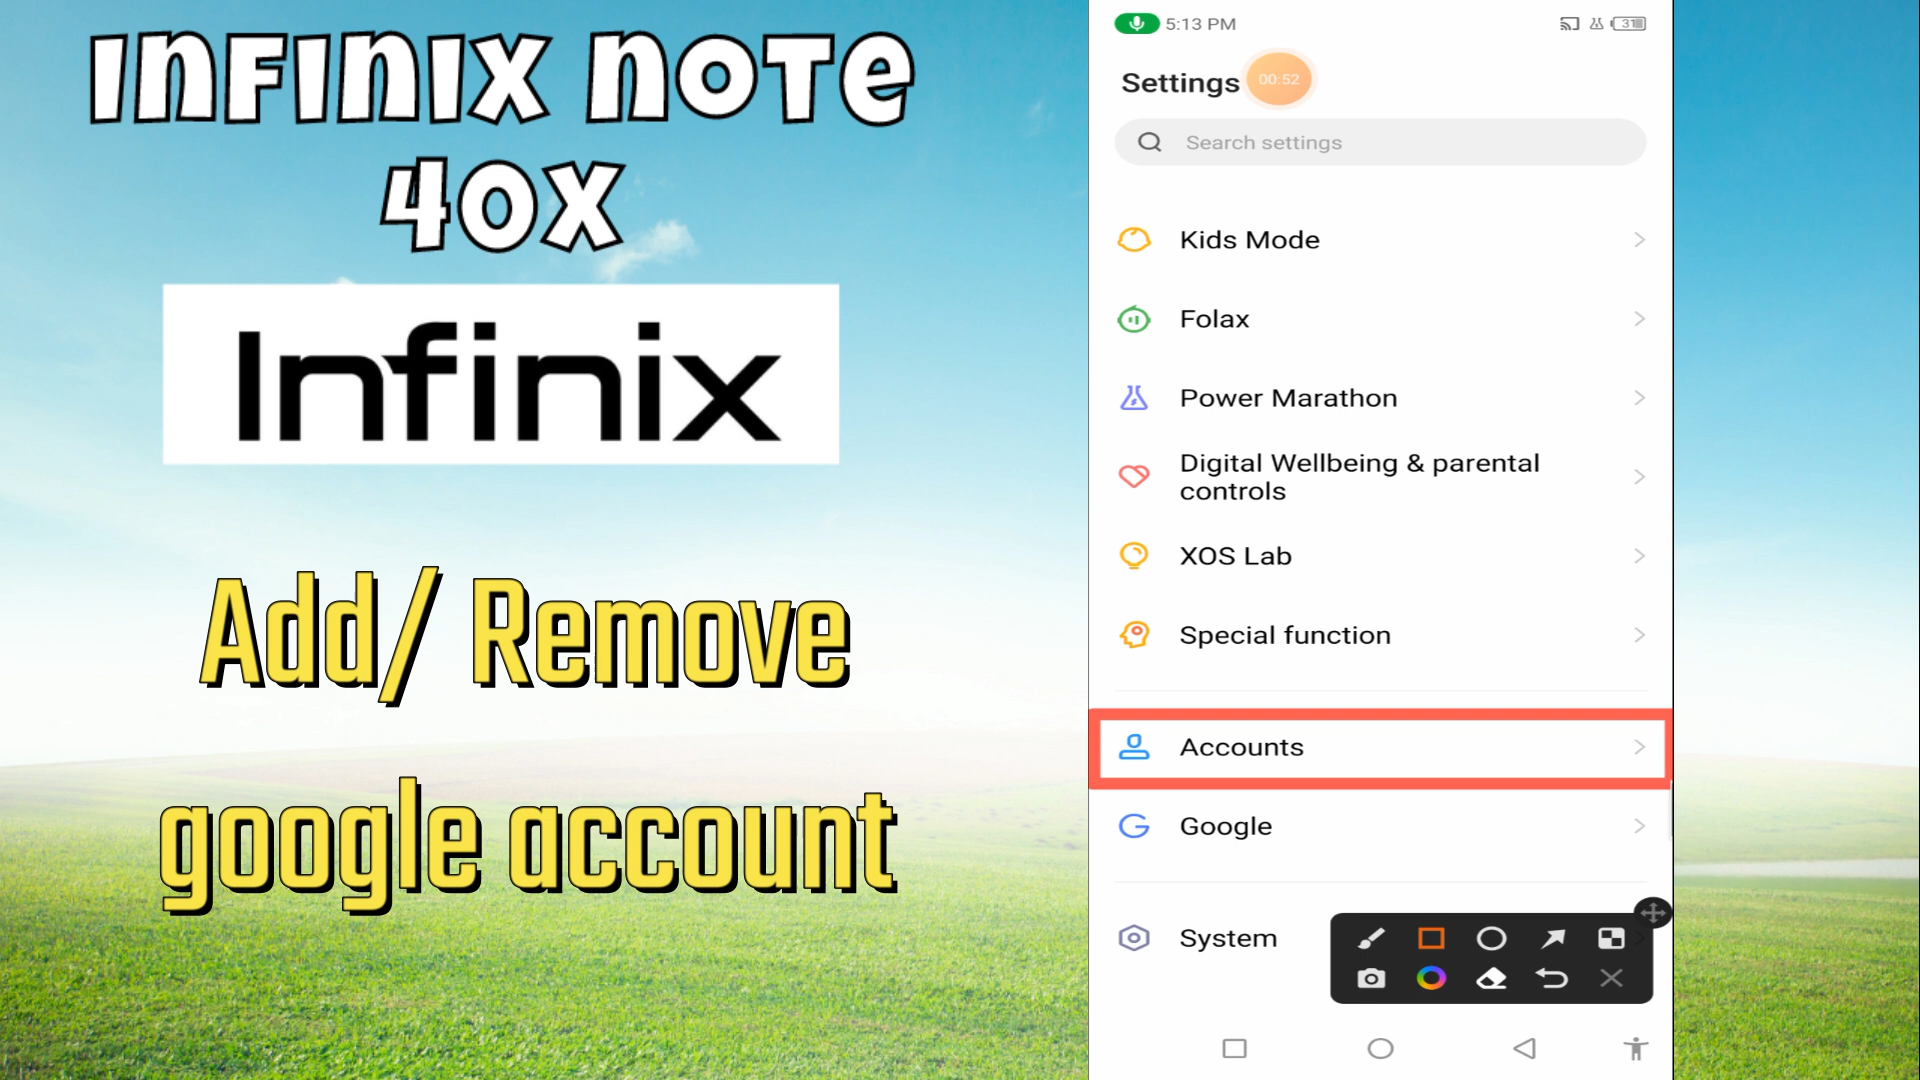 INFINIX NOTE
40X
Infinix
Add/ Remove
google account
5:13 PM
31
Settings
00:52
Search settings
Kids Mode
Folax
Power Marathon
Digital Wellbeing & parental
controls
XOS Lab
Special function
Accounts
Google
System